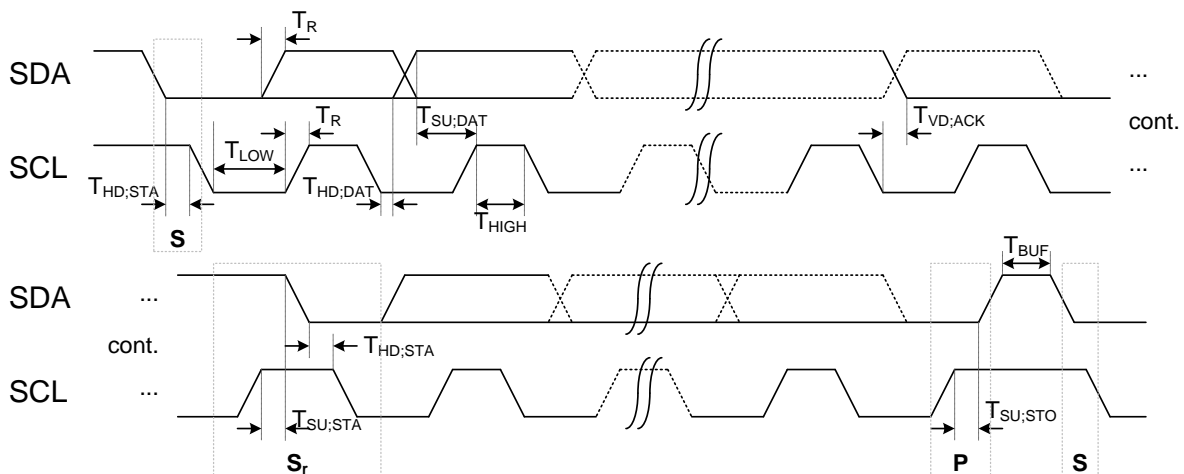 T_R
SDA
...
T_R
T_SU;DAT
T_VD;ACK
cont.
T_LOW
SCL
...
T_HD;STA
T_HD;DAT
T_HIGH
S
T_BUF
SDA
...
cont.
T_HD;STA
SCL
...
T_SU;STA
T_SU;STO
S_r
P
S